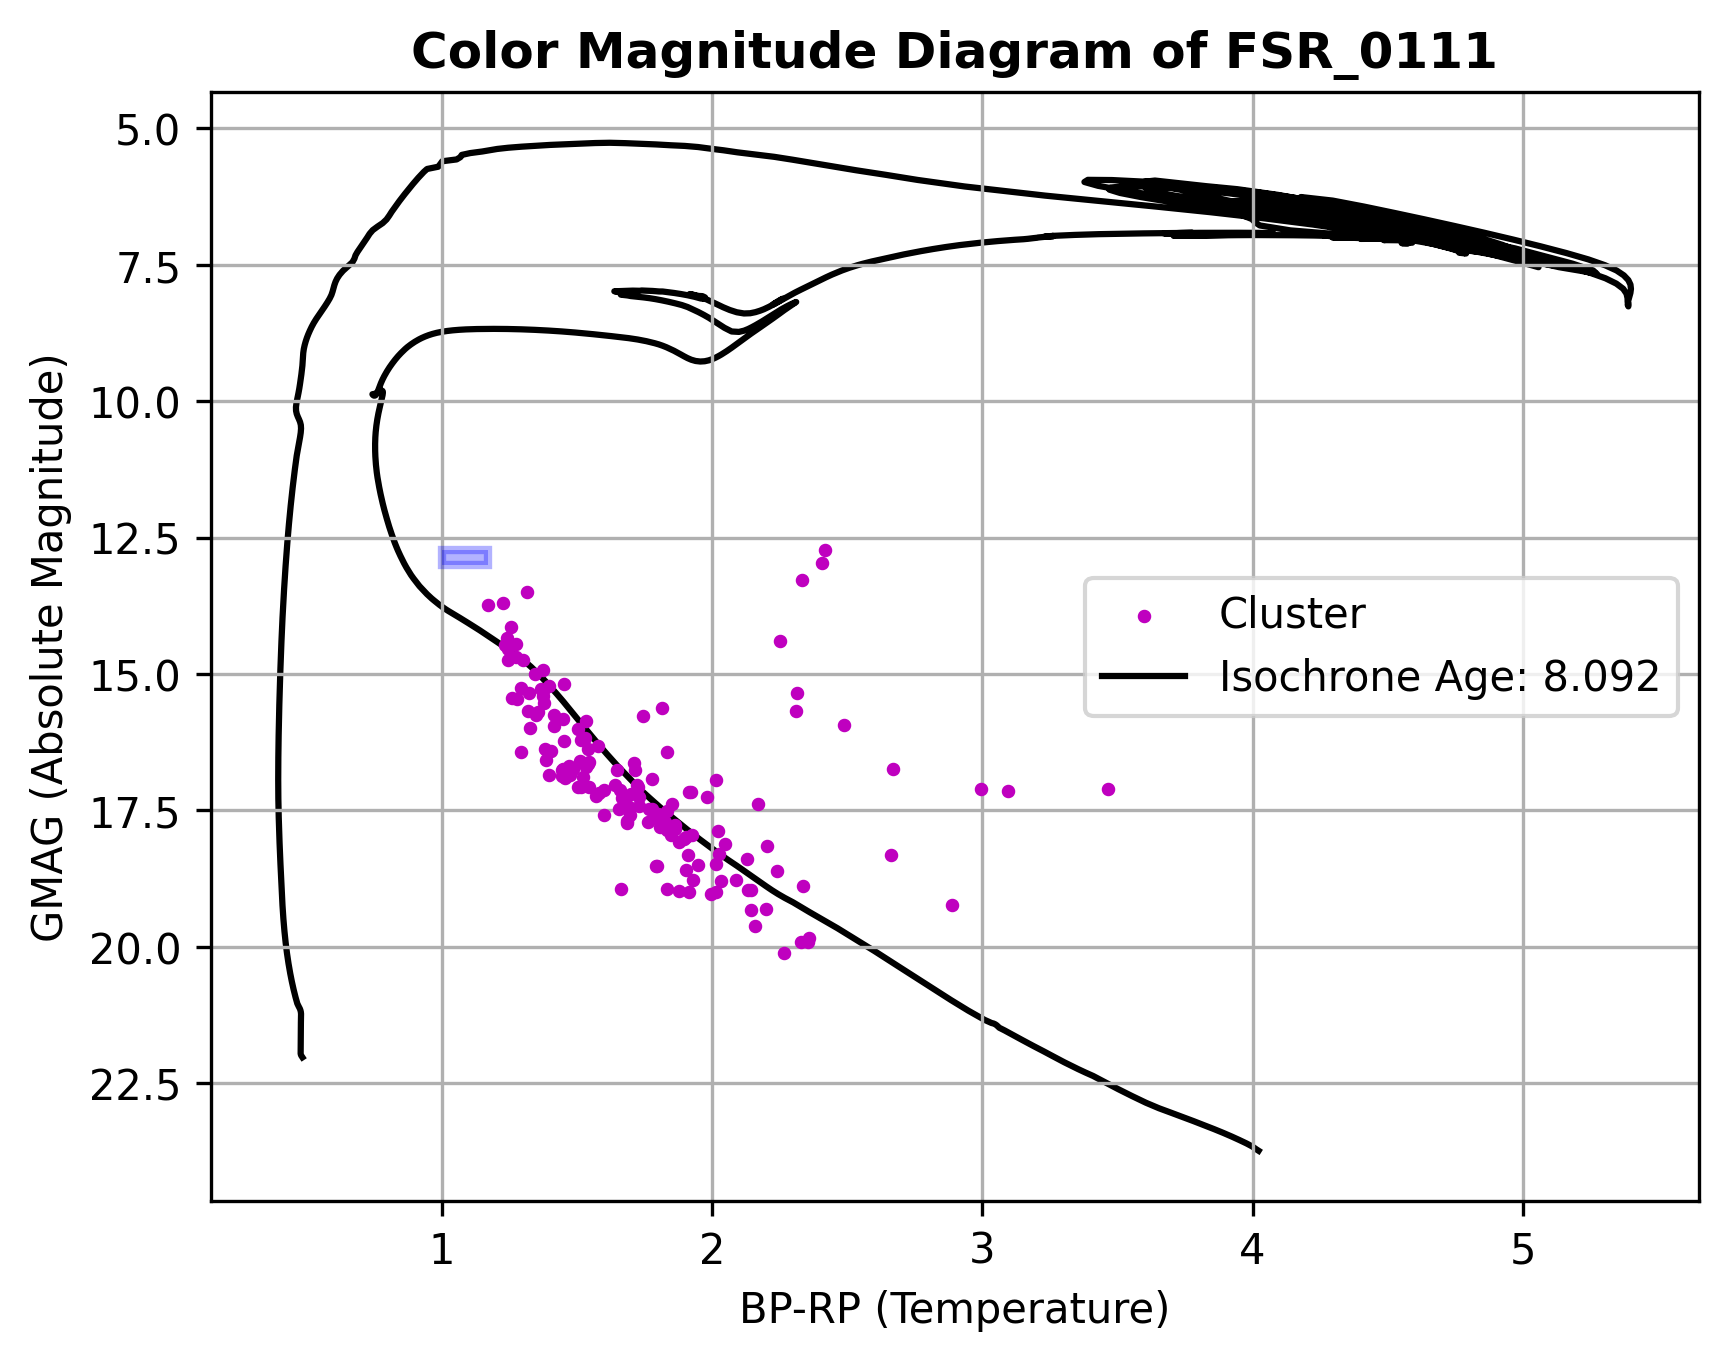 Color Magnitude Diagram of FSR_0111
5.0
7.5
10.0
12.5
15.0
17.5
20.0
22.5
GMAG (Absolute Magnitude)
Cluster
Isochrone Age: 8.092
1 2 3 4 5
BP-RP (Temperature)